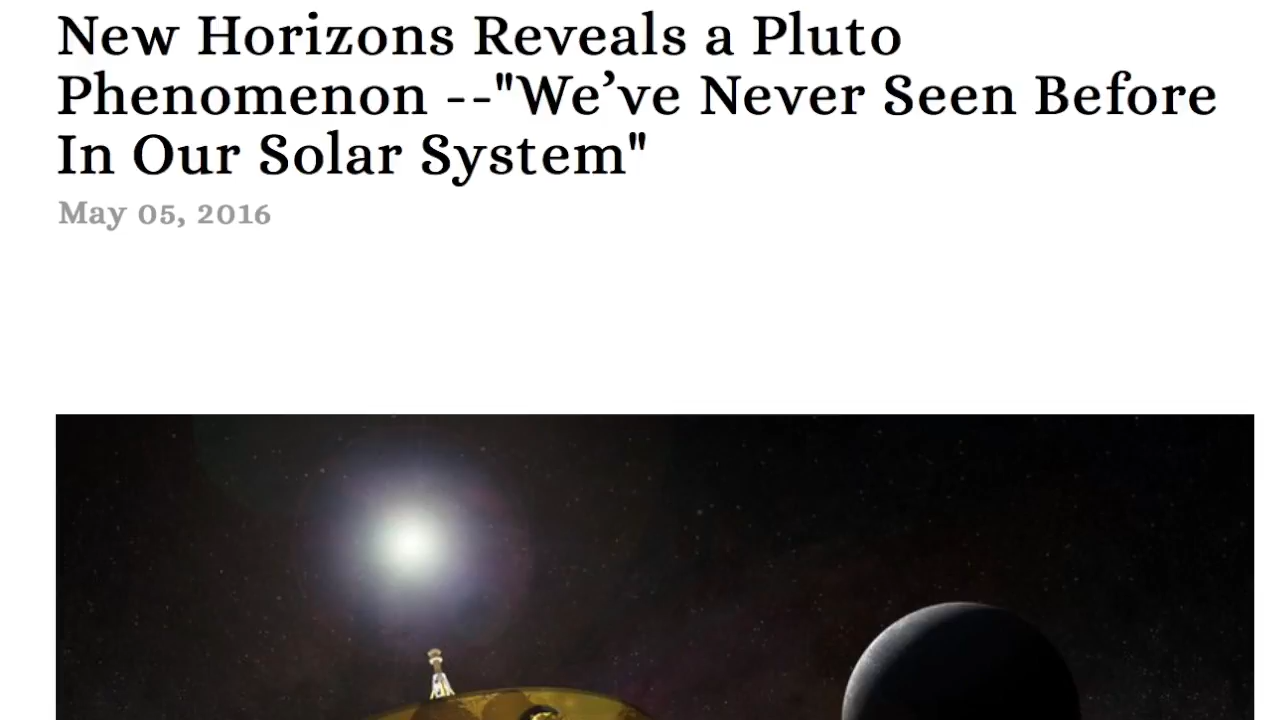 New Horizons Reveals a Pluto
Phenomenon --"We’ve Never Seen Before
In Our Solar System"
May 05, 2016